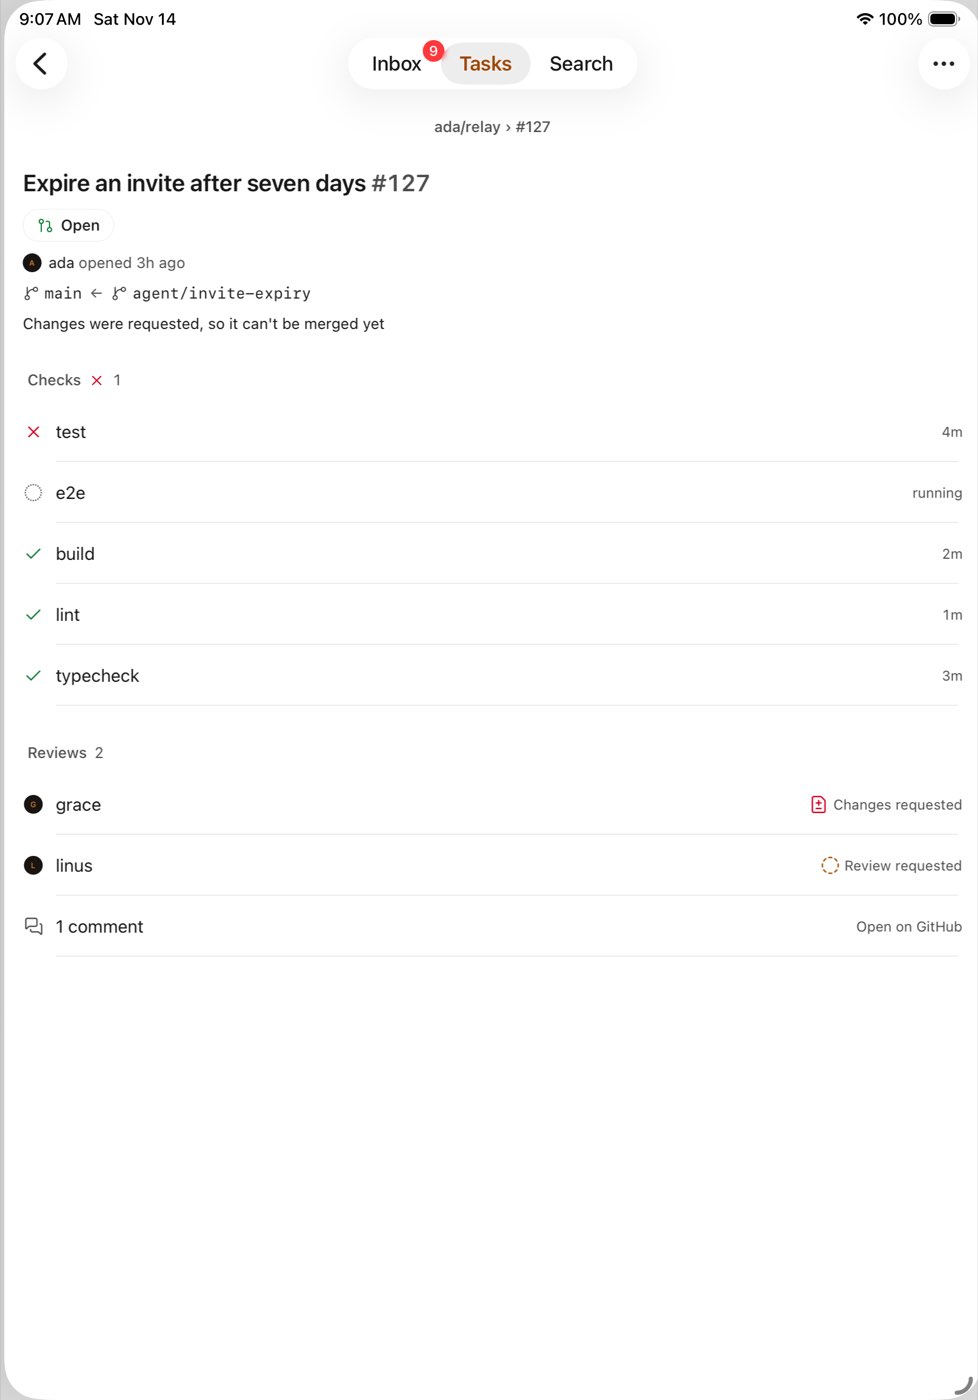 9:07 AM Sat Nov 14
100%
Inbox 9 Tasks Search
ada/relay › #127
Expire an invite after seven days #127
Open
A ada opened 3h ago
main ← agent/invite-expiry
Changes were requested, so it can't be merged yet
Checks 1
test 4m
e2e running
build 2m
lint 1m
typecheck 3m
Reviews 2
G grace Changes requested
L linus Review requested
1 comment Open on GitHub